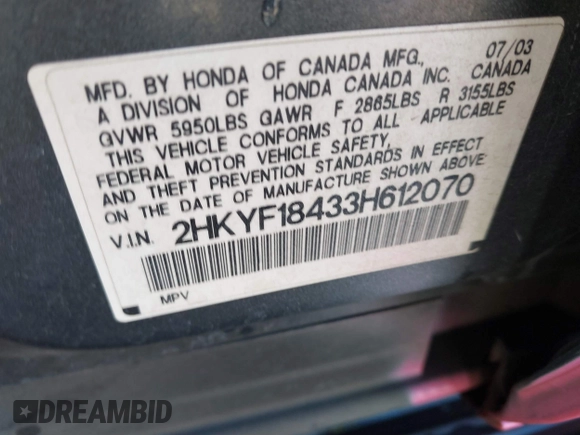 07/03
MFD. BY HONDA OF CANADA MFG.,
A DIVISION OF HONDA CANADA INC. CANADA
GVWR 5950LBS GAWR F 2865LBS R 3155LBS
THIS VEHICLE CONFORMS TO ALL APPLICABLE
FEDERAL MOTOR VEHICLE SAFETY,
AND THEFT PREVENTION STANDARDS IN EFFECT
ON THE DATE OF MANUFACTURE SHOWN ABOVE
V.I.N. 2HKYF18433H612070
MPV
DREAMBID